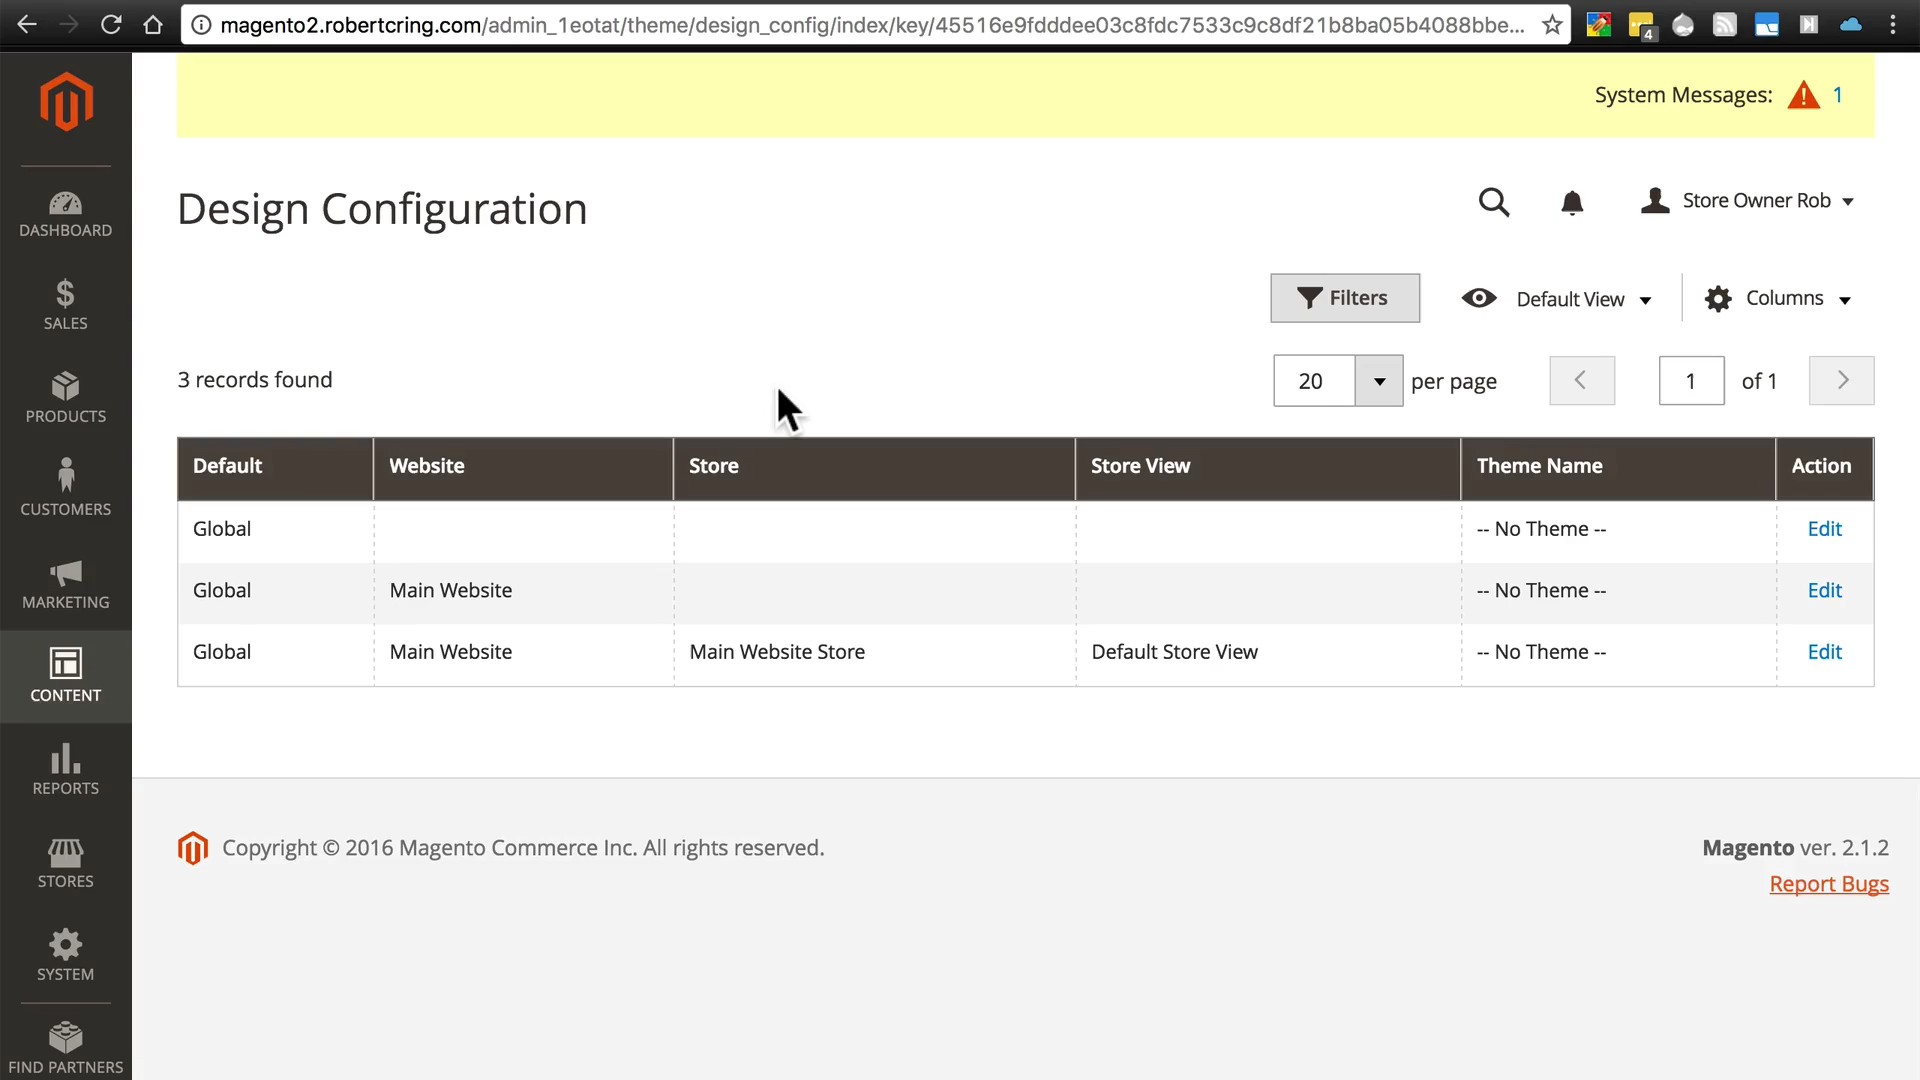 magento2.robertcring.com/admin_1eotat/theme/design_config/index/key/45516e9fdddee03c8fdc7533c9c8df21b8ba05b4088bbe...
4
System Messages: 1
Design Configuration
Store Owner Rob
Filters
Default View
Columns
3 records found
20
per page
1
of 1
Default Website Store Store View Theme Name Action
Global -- No Theme -- Edit
Global Main Website -- No Theme -- Edit
Global Main Website Main Website Store Default Store View -- No Theme -- Edit
DASHBOARD
SALES
PRODUCTS
CUSTOMERS
MARKETING
CONTENT
REPORTS
STORES
SYSTEM
FIND PARTNERS
Copyright © 2016 Magento Commerce Inc. All rights reserved.
Magento ver. 2.1.2
Report Bugs